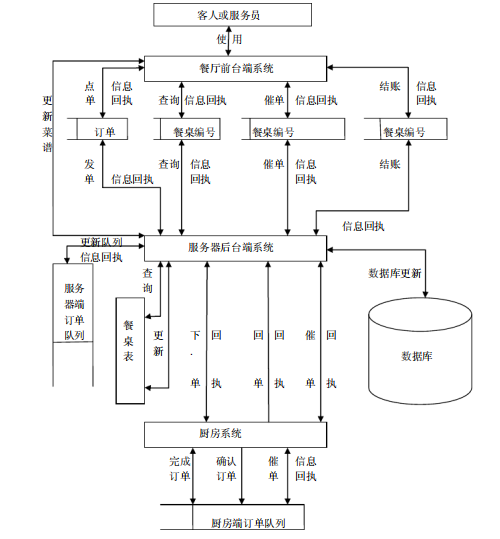 客人或服务员
使 用
餐厅前台端系统
点 信息 查询 信息回执 催单 信息回执 结账 信息
单 回执 回执
更新菜谱
订单 餐桌编号 餐桌编号 餐桌编号
发 查询 信息 催单 信息 结账
单 信息回执 回执 回执
信息回执
更新队列
信息回执
服务器后台端系统
查询
数据库更新
服务
器端
订单
队列
餐桌表
更新
下.单 回执
回单 执
催单 回执
数据库
厨房系统
完成 确认 催 信息
订单 订单 单 回执
厨房端订单队列